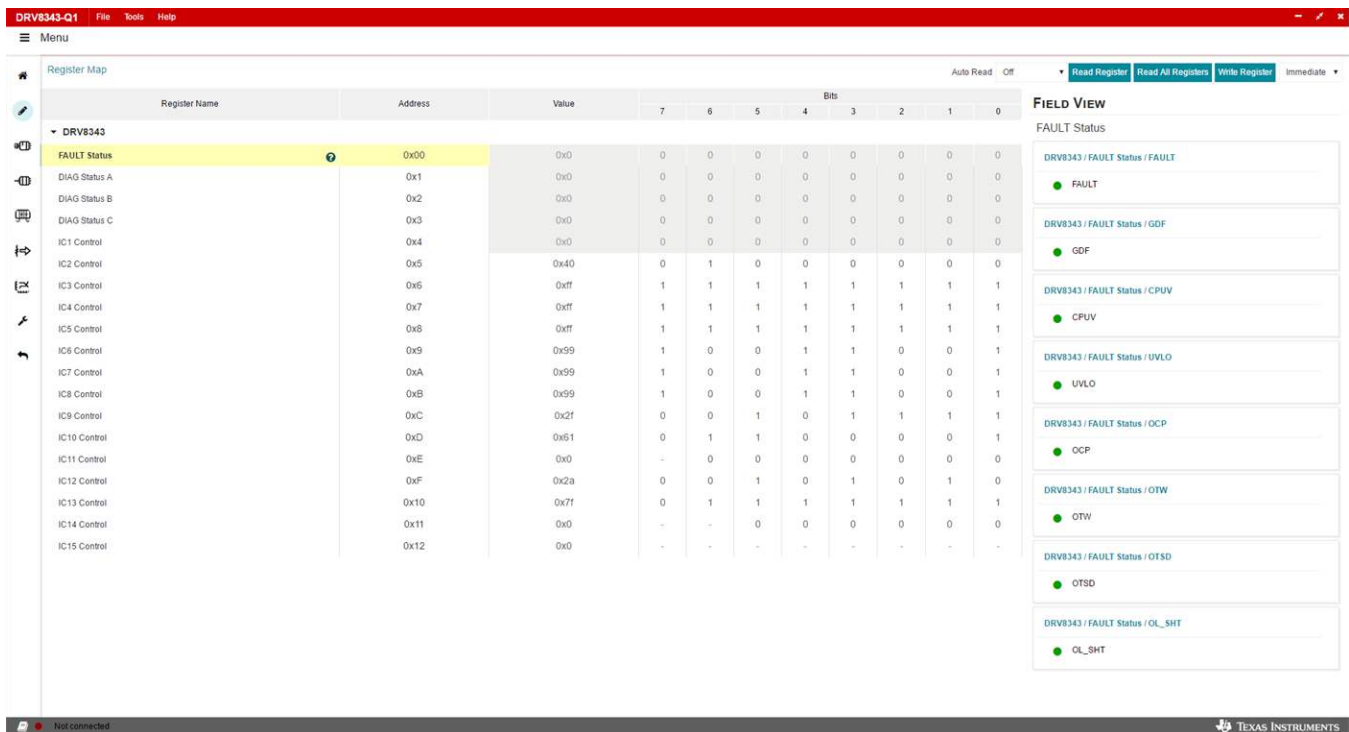 DRV8343-Q1 File Tools Help
Menu
Register Map Auto Read Off Read Register Read All Registers Write Register Immediate
Register Name Address Value Bits
7 6 5 4 3 2 1 0
DRV8343
FAULT Status 0x00 0x0 0 0 0 0 0 0 0 0
DIAG Status A 0x1 0x0 0 0 0 0 0 0 0 0
DIAG Status B 0x2 0x0 0 0 0 0 0 0 0 0
DIAG Status C 0x3 0x0 0 0 0 0 0 0 0 0
IC1 Control 0x4 0x0 0 0 0 0 0 0 0 0
IC2 Control 0x5 0x40 0 1 0 0 0 0 0 0
IC3 Control 0x6 0xff 1 1 1 1 1 1 1 1
IC4 Control 0x7 0xff 1 1 1 1 1 1 1 1
IC5 Control 0x8 0xff 1 1 1 1 1 1 1 1
IC6 Control 0x9 0x99 1 0 0 1 1 0 0 1
IC7 Control 0xA 0x99 1 0 0 1 1 0 0 1
IC8 Control 0xB 0x99 1 0 0 1 1 0 0 1
IC9 Control 0xC 0x2f 0 0 1 0 1 1 1 1
IC10 Control 0xD 0x61 0 1 1 0 0 0 0 1
IC11 Control 0xE 0x0 - 0 0 0 0 0 0 0
IC12 Control 0xF 0x2a 0 0 1 0 1 0 1 0
IC13 Control 0x10 0x7f 0 1 1 1 1 1 1 1
IC14 Control 0x11 0x0 - - 0 0 0 0 0 0
IC15 Control 0x12 0x0 - - - - - - - -
FIELD VIEW
FAULT Status
DRV8343 / FAULT Status / FAULT
FAULT
DRV8343 / FAULT Status / GDF
GDF
DRV8343 / FAULT Status / CPUV
CPUV
DRV8343 / FAULT Status / UVLO
UVLO
DRV8343 / FAULT Status / OCP
OCP
DRV8343 / FAULT Status / OTW
OTW
DRV8343 / FAULT Status / OTSD
OTSD
DRV8343 / FAULT Status / OL_SHT
OL_SHT
Not connected
TEXAS INSTRUMENTS